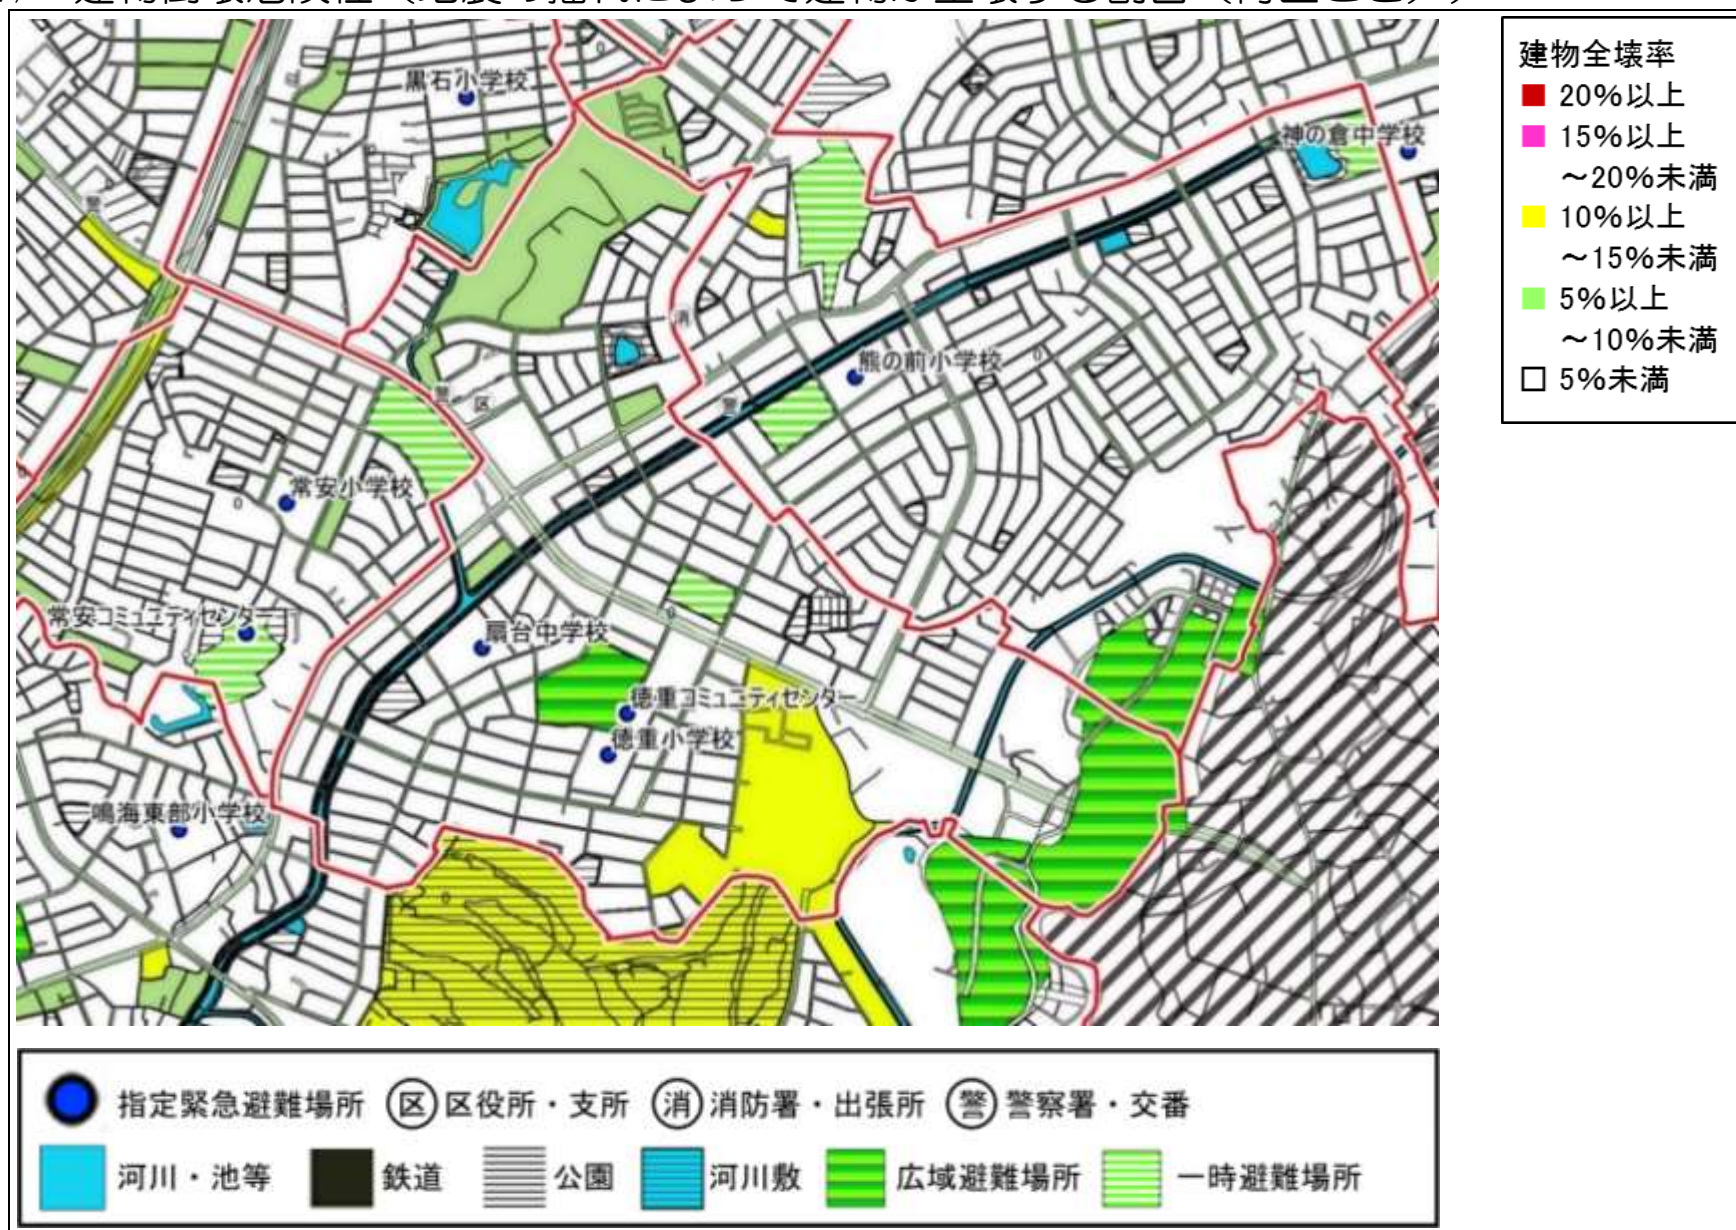 建物全壊率
20%以上
15%以上
～20%未満
10%以上
～15%未満
5%以上
～10%未満
5%未満
黒石小学校
神の倉中学校
警
消
熊の前小学校
警
区
警
常安小学校
常安コミュニティセンター
扇台中学校
徳重コミュニティセンター
徳重小学校
鳴海東部小学校
指定緊急避難場所 区 区役所・支所 消 消防署・出張所 警 警察署・交番
河川・池等 鉄道 公園 河川敷 広域避難場所 一時避難場所